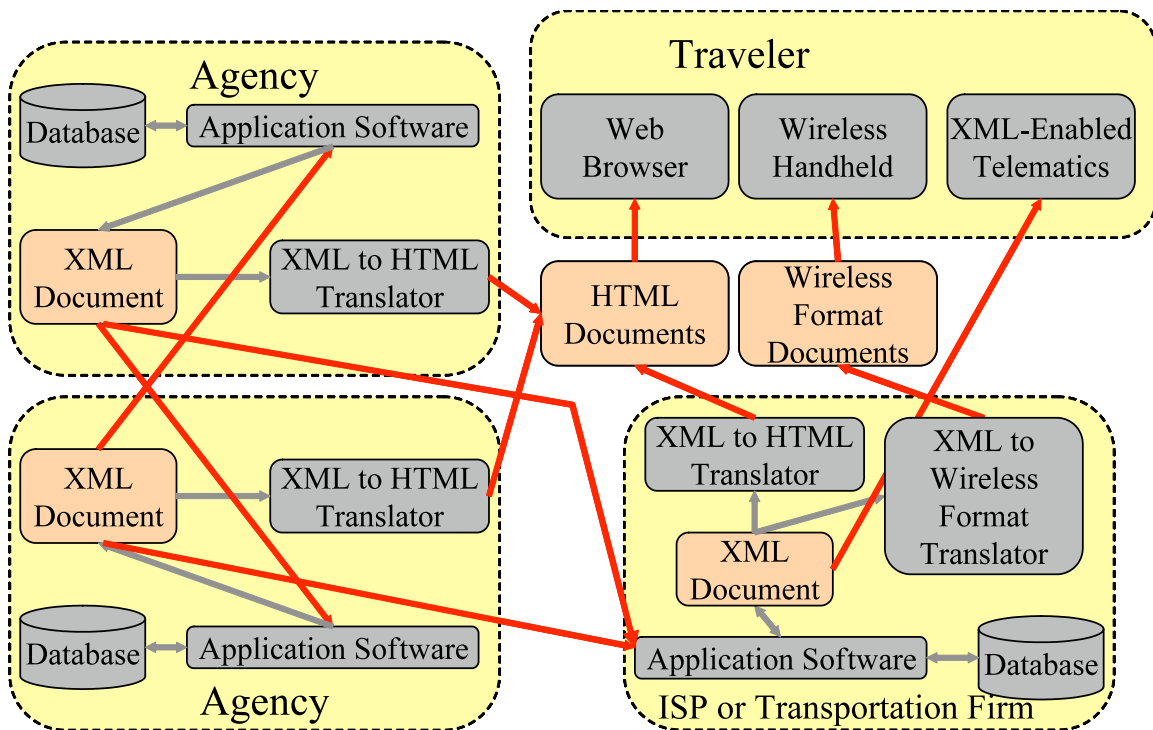 Agency
Database
Application Software
XML
Document
XML to HTML
Translator
Traveler
Web
Browser
Wireless
Handheld
XML-Enabled
Telematics
HTML
Documents
Wireless
Format
Documents
XML
Document
XML to HTML
Translator
Database
Application Software
Agency
XML to HTML
Translator
XML to
Wireless
Format
Translator
XML
Document
Application Software
Database
ISP or Transportation Firm